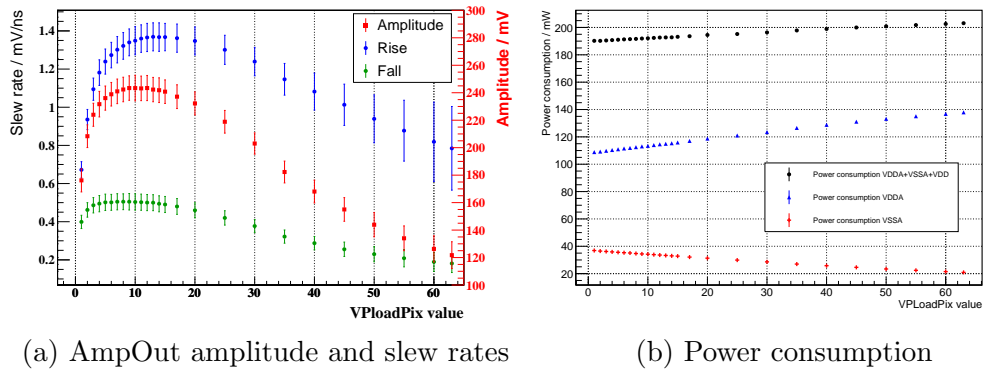 Slew rate / mV/ns
1.4
1.2
1
0.8
0.6
0.4
0.2
0 10 20 30 40 50 60
VPLoadPix value
Amplitude
Rise
Fall
300
280
260
240
220
200
180
160
140
120
100
Amplitude / mV
(a) AmpOut amplitude and slew rates
Power consumption / mW
200
180
160
140
120
100
80
60
40
20
0 10 20 30 40 50 60
VPLoadPix value
Power consumption VDDA+VSSA+VDD
Power consumption VDDA
Power consumption VSSA
(b) Power consumption